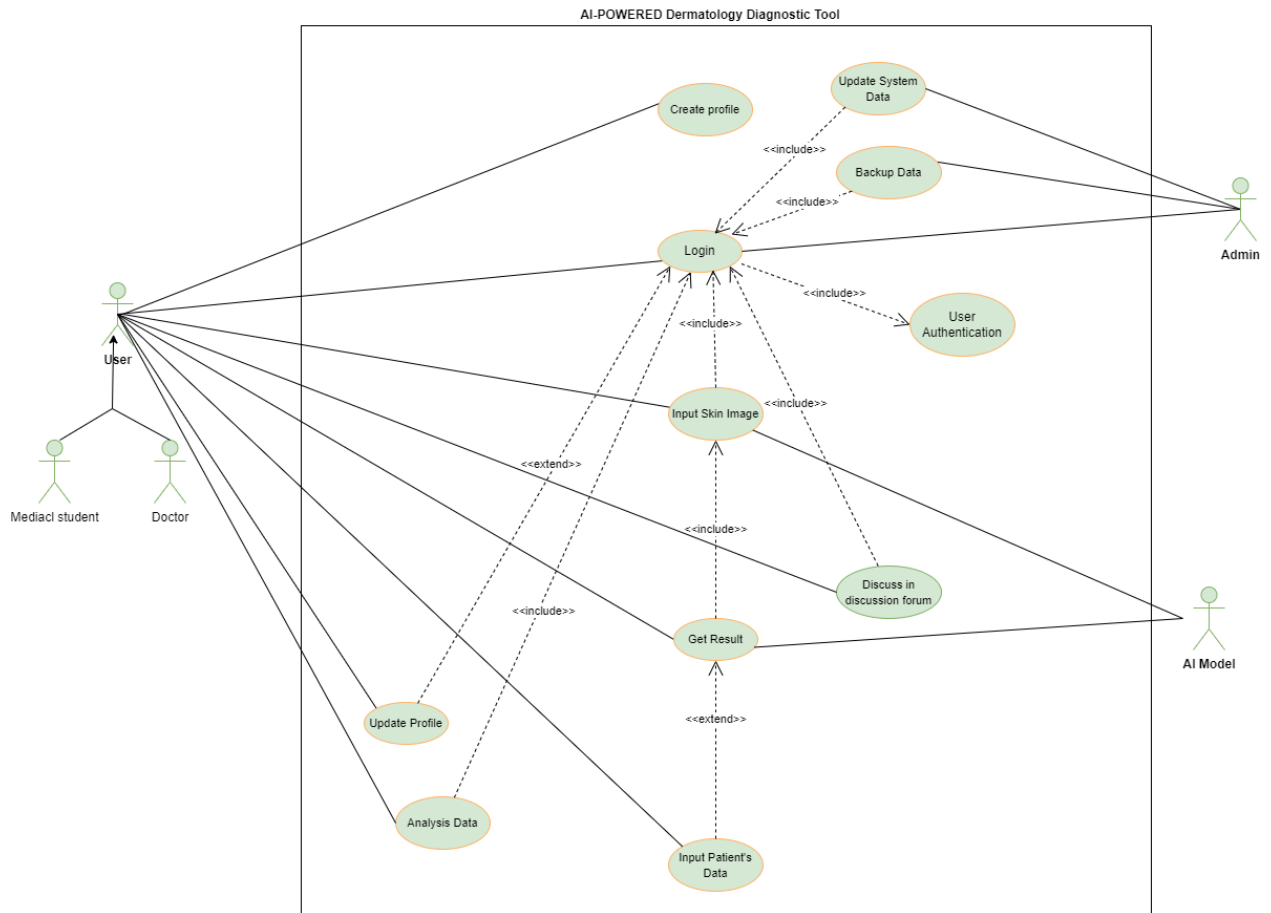 AI-POWERED Dermatology Diagnostic Tool
Update System
Data
Create profile
<<include>>
Backup Data
<<include>>
Login
Admin
<<include>>
User
Authentication
<<include>>
User
<<include>>
Input Skin Image
<<extend>>
Mediacl student
Doctor
<<include>>
Discuss in
discussion forum
<<include>>
Get Result
AI Model
<<extend>>
Update Profile
Analysis Data
Input Patient's
Data